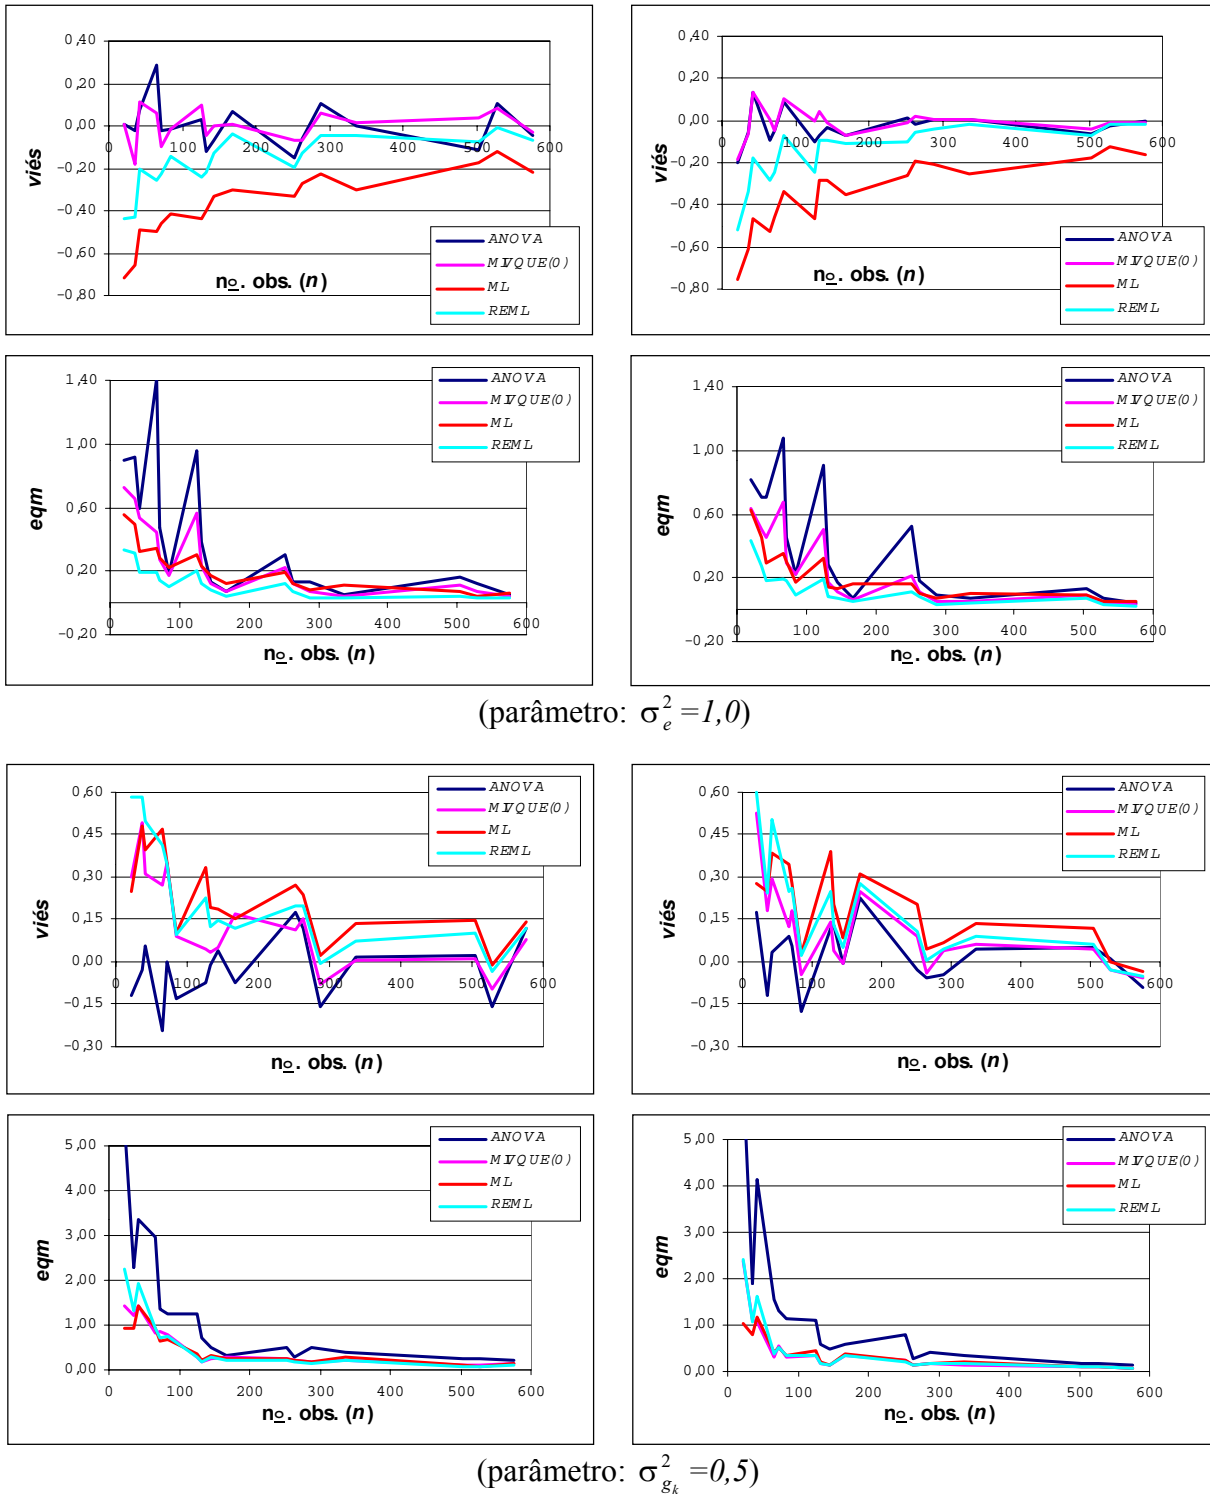 0,40
0,20
0,00
-0,20
-0,40
-0,60
-0,80
0 100 200 300 400 500 600
viés
nº. obs. (n)
ANOVA
MIVQUE(0)
ML
REML
0,40
0,20
0,00
-0,20
-0,40
-0,60
-0,80
0 100 200 300 400 500 600
viés
nº. obs. (n)
ANOVA
MIVQUE(0)
ML
REML
1,40
1,00
0,60
0,20
-0,20
0 100 200 300 400 500 600
eqm
nº. obs. (n)
ANOVA
MIVQUE(0)
ML
REML
1,40
1,00
0,60
0,20
-0,20
0 100 200 300 400 500 600
eqm
nº. obs. (n)
ANOVA
MIVQUE(0)
ML
REML
(parâmetro: σ²ₑ =1,0)
0,60
0,45
0,30
0,15
0,00
-0,15
-0,30
0 100 200 300 400 500 600
viés
nº. obs. (n)
ANOVA
MIVQUE(0)
ML
REML
0,60
0,45
0,30
0,15
0,00
-0,15
-0,30
0 100 200 300 400 500 600
viés
nº. obs. (n)
ANOVA
MIVQUE(0)
ML
REML
5,00
4,00
3,00
2,00
1,00
0,00
0 100 200 300 400 500 600
eqm
nº. obs. (n)
ANOVA
MIVQUE(0)
ML
REML
5,00
4,00
3,00
2,00
1,00
0,00
0 100 200 300 400 500 600
eqm
nº. obs. (n)
ANOVA
MIVQUE(0)
ML
REML
(parâmetro: σ²gₖ =0,5)